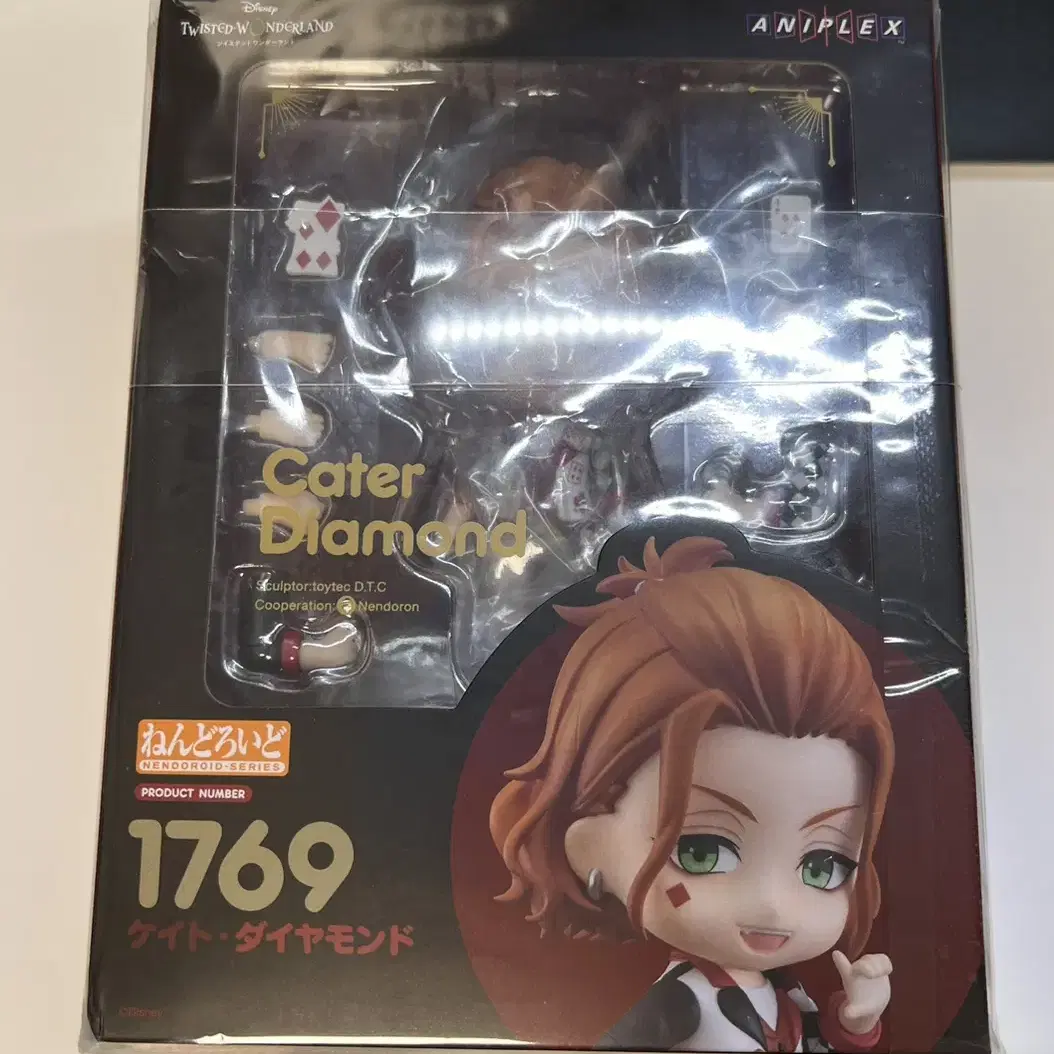 Disney
TWISTED-WONDERLAND
ツイステッドワンダーランド
ANIPLEX
Cater
Diamond
Sculptor:toytec D.T.C
Cooperation: Nendoron
ねんどろいど
NENDOROID-SERIES
PRODUCT NUMBER
1769
ケイト・ダイヤモンド
©Disney